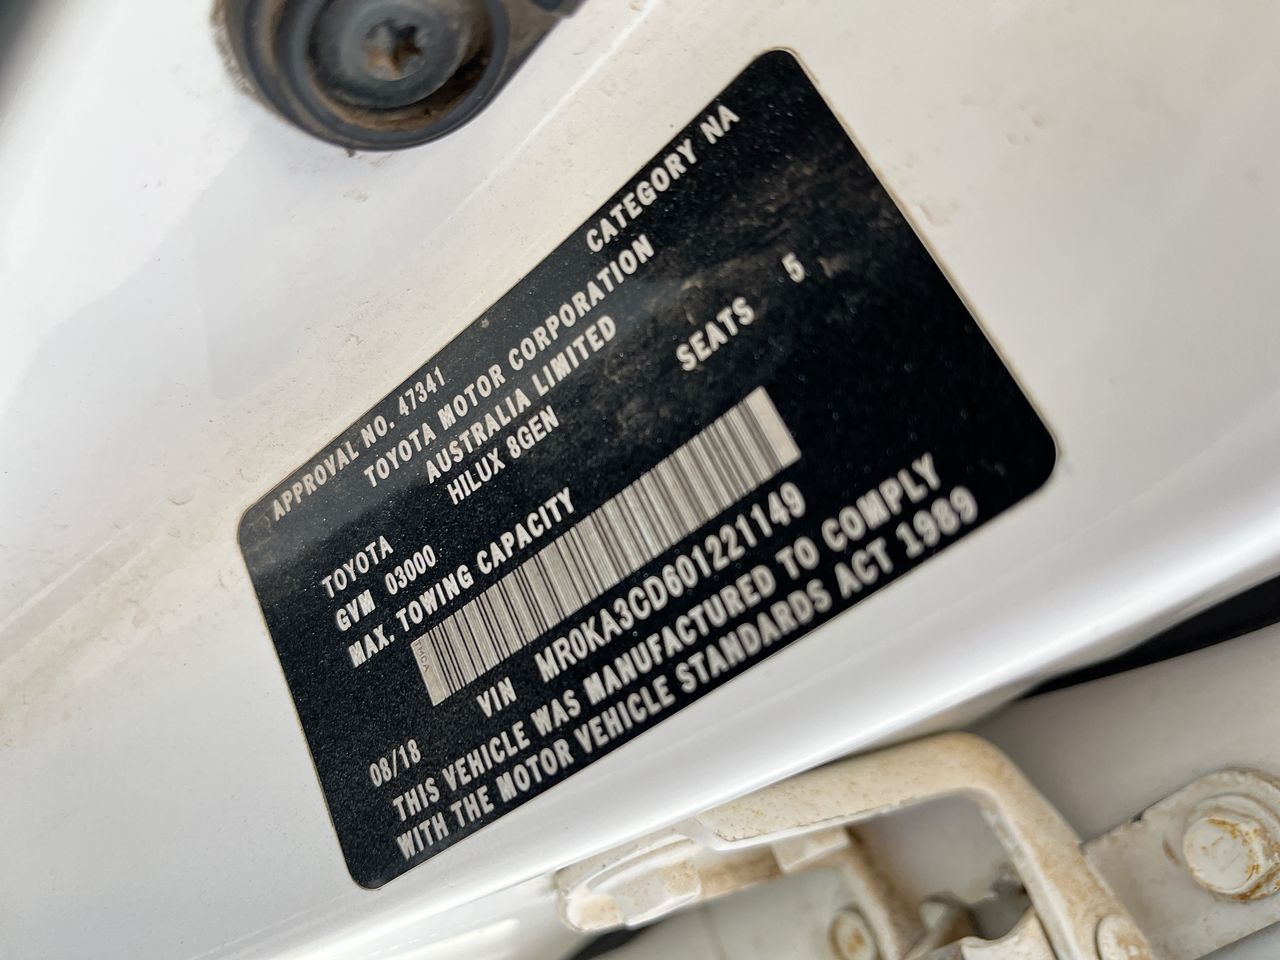 APPROVAL NO. 47341 CATEGORY NA
TOYOTA MOTOR CORPORATION
AUSTRALIA LIMITED
TOYOTA HILUX 8GEN
GVM 03000 SEATS 5
MAX. TOWING CAPACITY
TMCA
VIN MR0KA3CD601221149
08/18
THIS VEHICLE WAS MANUFACTURED TO COMPLY
WITH THE MOTOR VEHICLE STANDARDS ACT 1989